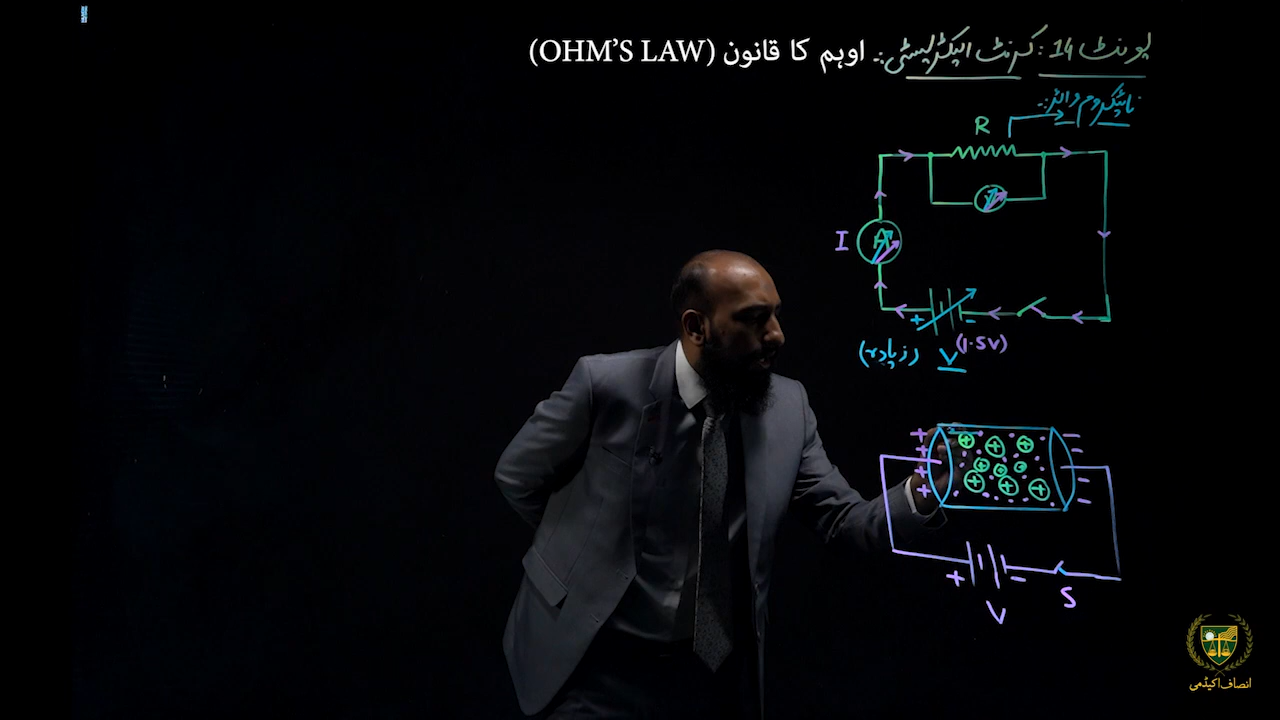 یونٹ 14: کرنٹ الیکٹریسٹی:. اوہم کا قانون (OHM'S LAW)
نائیکروم وائر:.
R
V
I A
+ -
(زیادہ) V (1.5V)
+ + + +
+ + + + + + + +
- - - -
+ -
V S
انصاف اکیڈمی